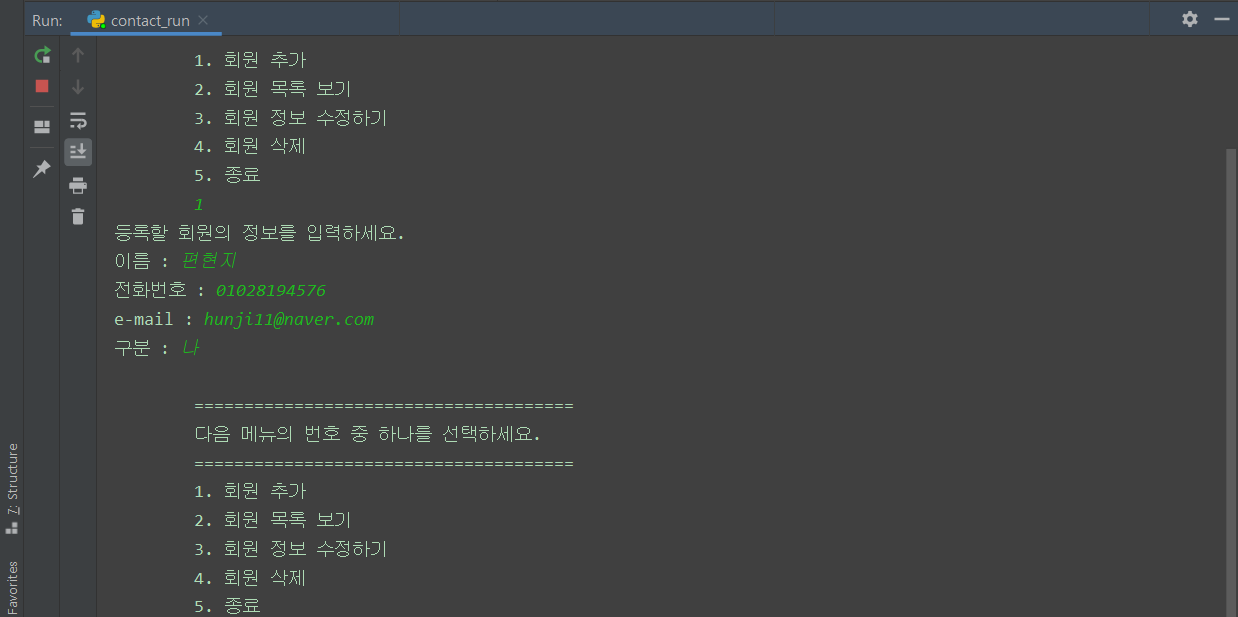 Run: contact_run
1. 회원 추가
2. 회원 목록 보기
3. 회원 정보 수정하기
4. 회원 삭제
5. 종료
1
등록할 회원의 정보를 입력하세요.
이름 : 편현지
전화번호 : 01028194576
e-mail : hunji11@naver.com
구분 : 나
======================================
다음 메뉴의 번호 중 하나를 선택하세요.
======================================
1. 회원 추가
2. 회원 목록 보기
3. 회원 정보 수정하기
4. 회원 삭제
5. 종료
7: Structure
Favorites